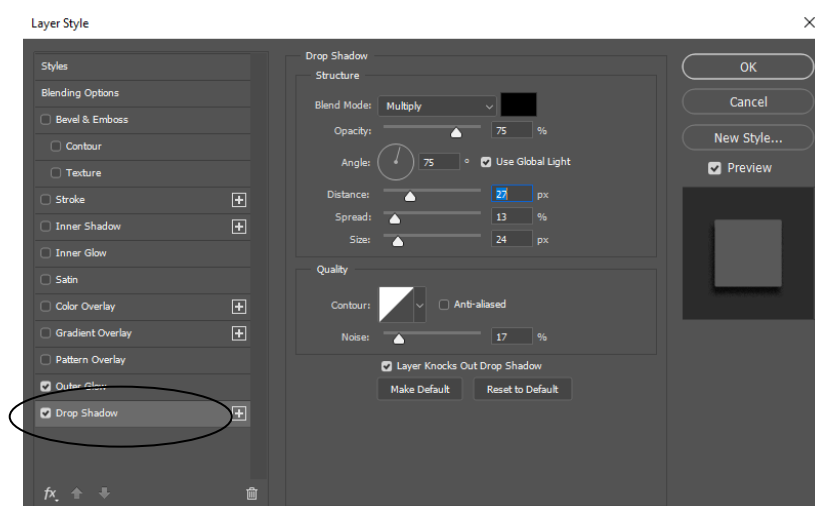 Layer Style
Styles
Blending Options
Bevel & Emboss
Contour
Texture
Stroke
Inner Shadow
Inner Glow
Satin
Color Overlay
Gradient Overlay
Pattern Overlay
Outer Glow
Drop Shadow
fx
Drop Shadow
Structure
Blend Mode: Multiply
Opacity: 75 %
Angle: 75 ° Use Global Light
Distance: 27 px
Spread: 13 %
Size: 24 px
Quality
Contour: Anti-aliased
Noise: 17 %
Layer Knocks Out Drop Shadow
Make Default Reset to Default
OK
Cancel
New Style...
Preview